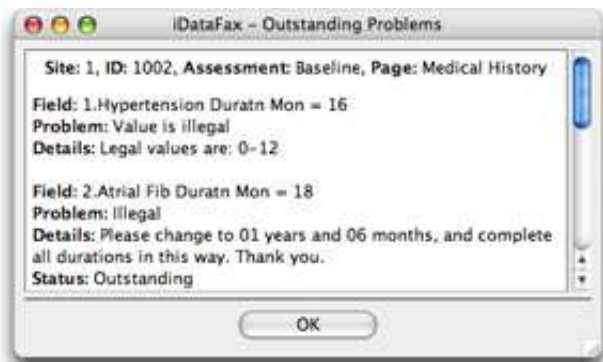 iDataFax – Outstanding Problems
Site: 1, ID: 1002, Assessment: Baseline, Page: Medical History
Field: 1.Hypertension Duratn Mon = 16
Problem: Value is illegal
Details: Legal values are: 0-12
Field: 2.Atrial Fib Duratn Mon = 18
Problem: Illegal
Details: Please change to 01 years and 06 months, and complete
all durations in this way. Thank you.
Status: Outstanding
OK